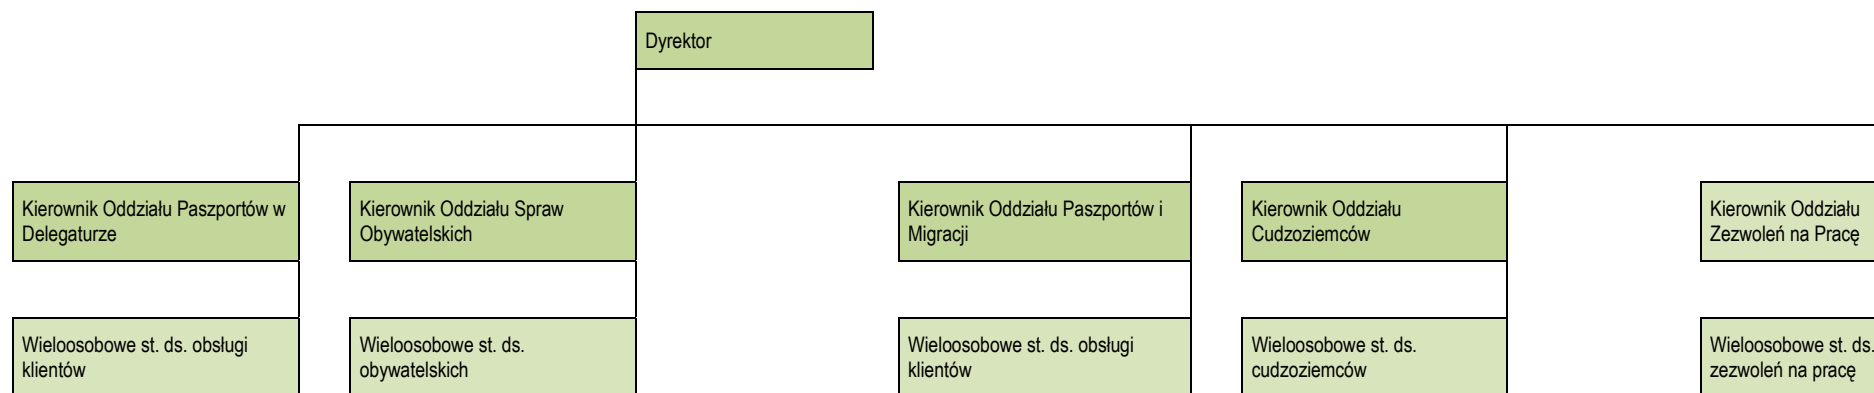 Dyrektor
Kierownik Oddziału Paszportów w
Delegaturze
Kierownik Oddziału Spraw
Obywatelskich
Kierownik Oddziału Paszportów i
Migracji
Kierownik Oddziału
Cudzoziemców
Kierownik Oddziału
Zezwoleń na Pracę
Wieloosobowe st. ds. obsługi
klientów
Wieloosobowe st. ds.
obywatelskich
Wieloosobowe st. ds. obsługi
klientów
Wieloosobowe st. ds.
cudzoziemców
Wieloosobowe st. ds.
zezwoleń na pracę